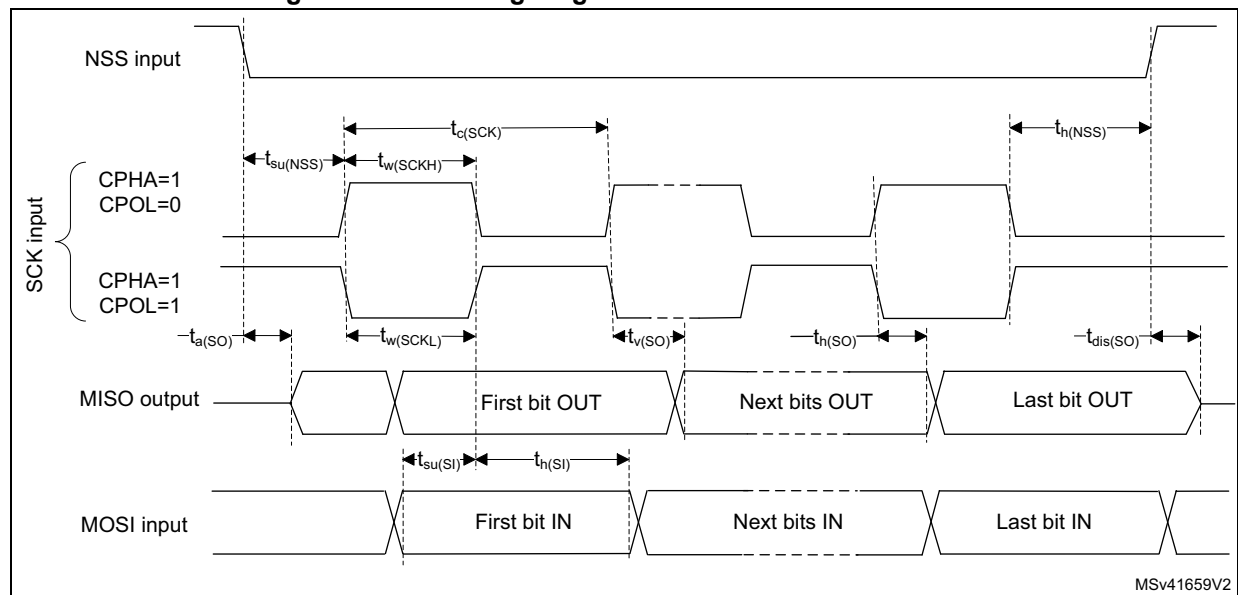 NSS input
tc(SCK)
th(NSS)
tsu(NSS)
tw(SCKH)
SCK input
CPHA=1
CPOL=0
CPHA=1
CPOL=1
ta(SO)
tw(SCKL)
tv(SO)
th(SO)
tdis(SO)
MISO output
First bit OUT
Next bits OUT
Last bit OUT
tsu(SI)
th(SI)
MOSI input
First bit IN
Next bits IN
Last bit IN
MSv41659V2